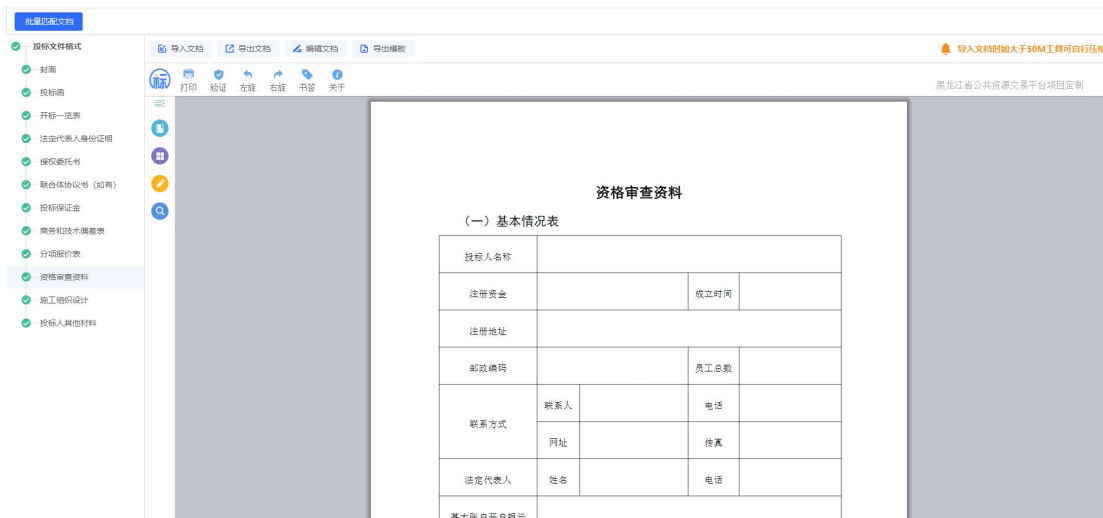 批量匹配文档
投标文件格式
封面
投标函
开标一览表
法定代表人身份证明
授权委托书
联合体协议书（如有）
投标保证金
商务和技术偏差表
分项报价表
资格审查资料
施工组织设计
投标人其他材料
导入文档 导出文档 编辑文档 导出模板
导入文档时如大于50M工具可自行压缩
标 打印 验证 左旋 右旋 书签 关于
黑龙江省公共资源交易平台项目定制
资格审查资料
（一）基本情况表
投标人名称
注册资金 成立时间
注册地址
邮政编码 员工总数
联系方式 联系人 电话
网址 传真
法定代表人 姓名 电话
基本账户开户银行